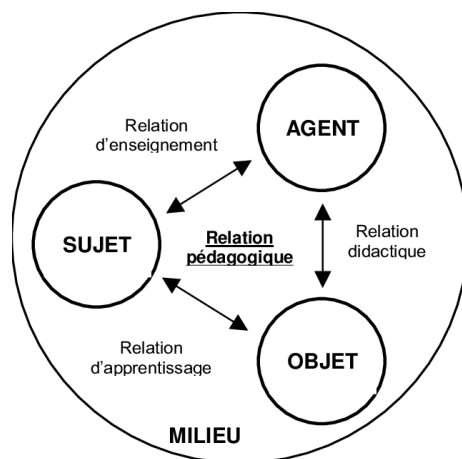 Relation
d'enseignement
AGENT
SUJET
Relation
pédagogique
Relation
didactique
Relation
d'apprentissage
OBJET
MILIEU